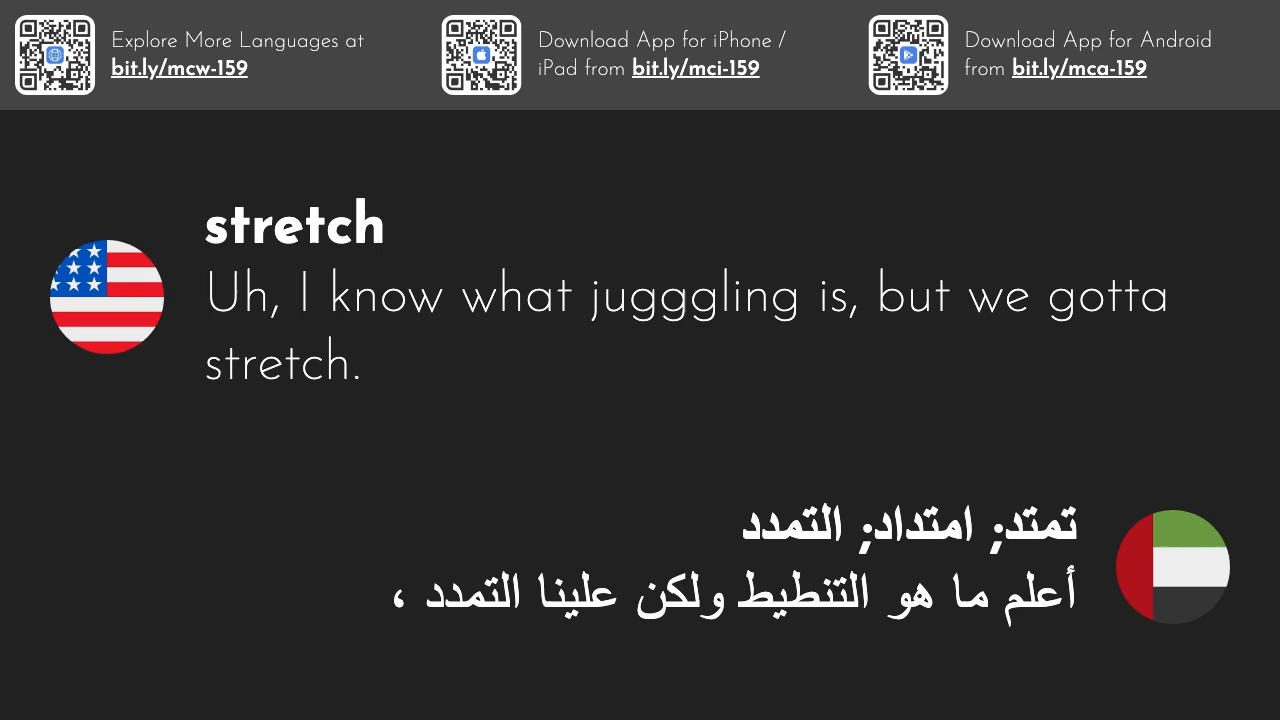 Explore More Languages at
bit.ly/mcw-159
Download App for iPhone /
iPad from bit.ly/mci-159
Download App for Android
from bit.ly/mca-159
stretch
Uh, I know what jugggling is, but we gotta
stretch.
تمتد; امتداد; التمدد
أعلم ما هو التنطيط ولكن علينا التمدد ،